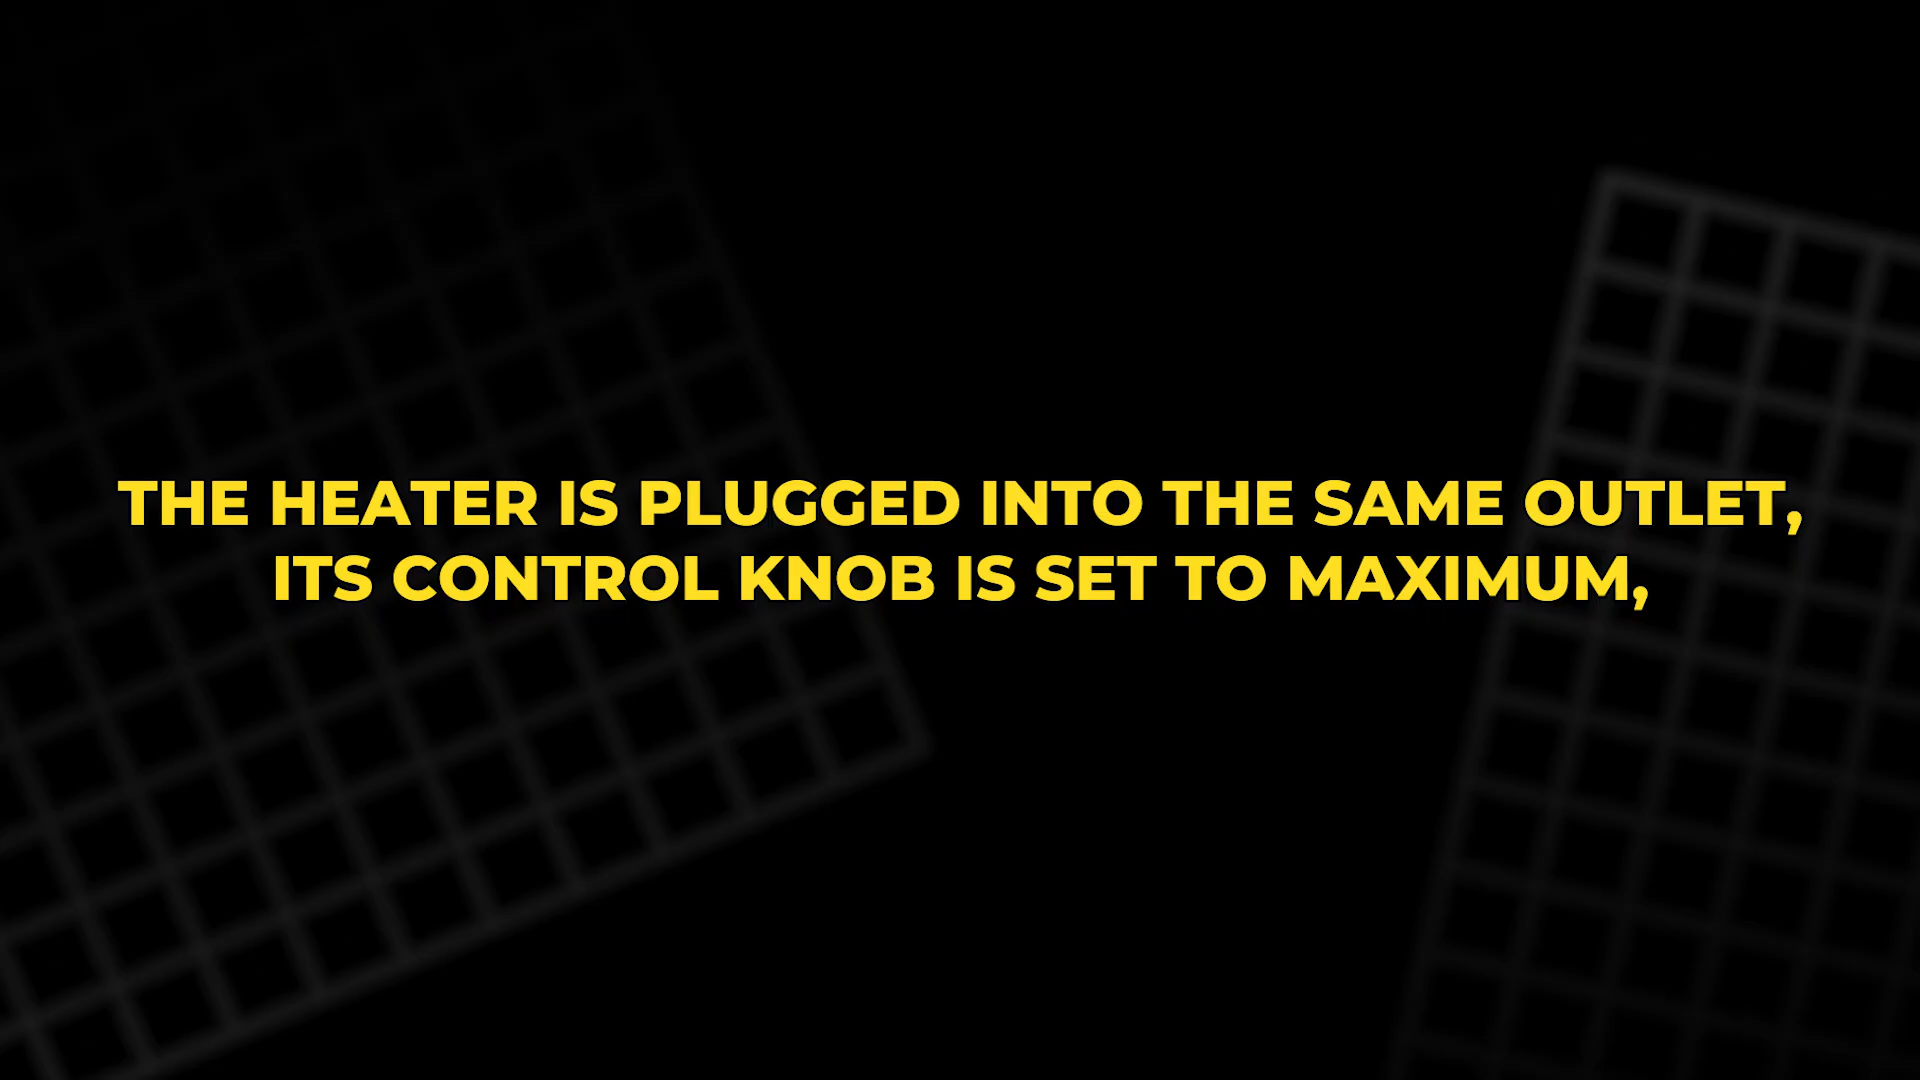 THE HEATER IS PLUGGED INTO THE SAME OUTLET,
ITS CONTROL KNOB IS SET TO MAXIMUM,